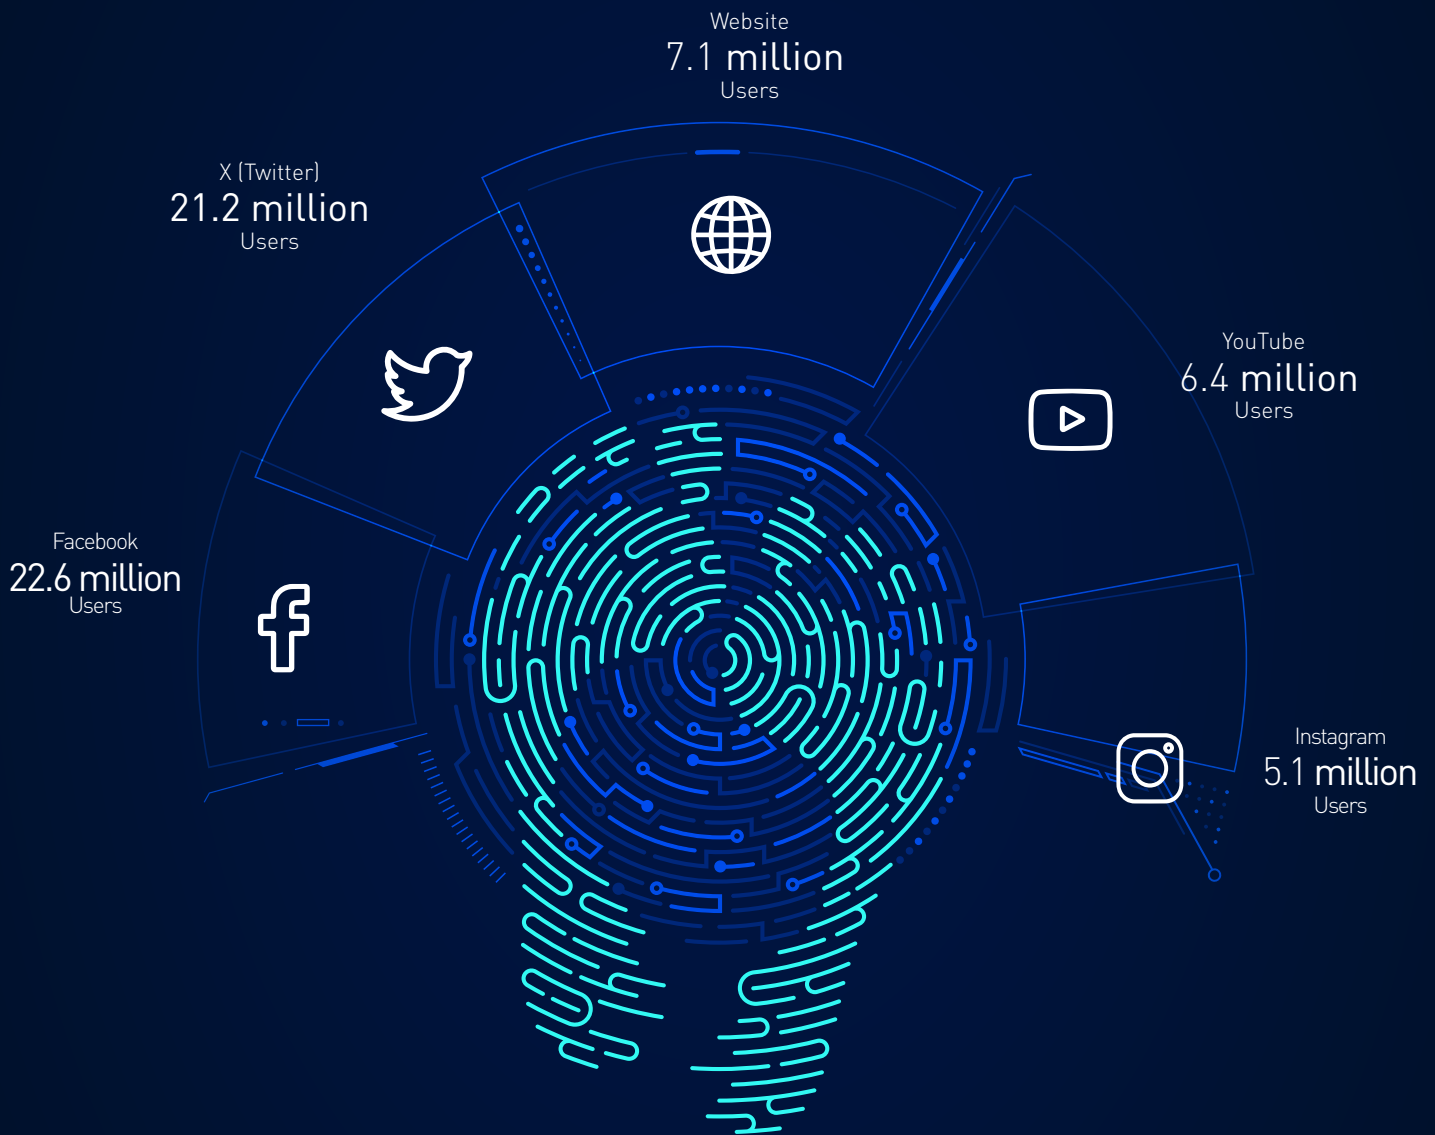 Website
7.1 million
Users
X (Twitter)
21.2 million
Users
YouTube
6.4 million
Users
Facebook
22.6 million
Users
Instagram
5.1 million
Users